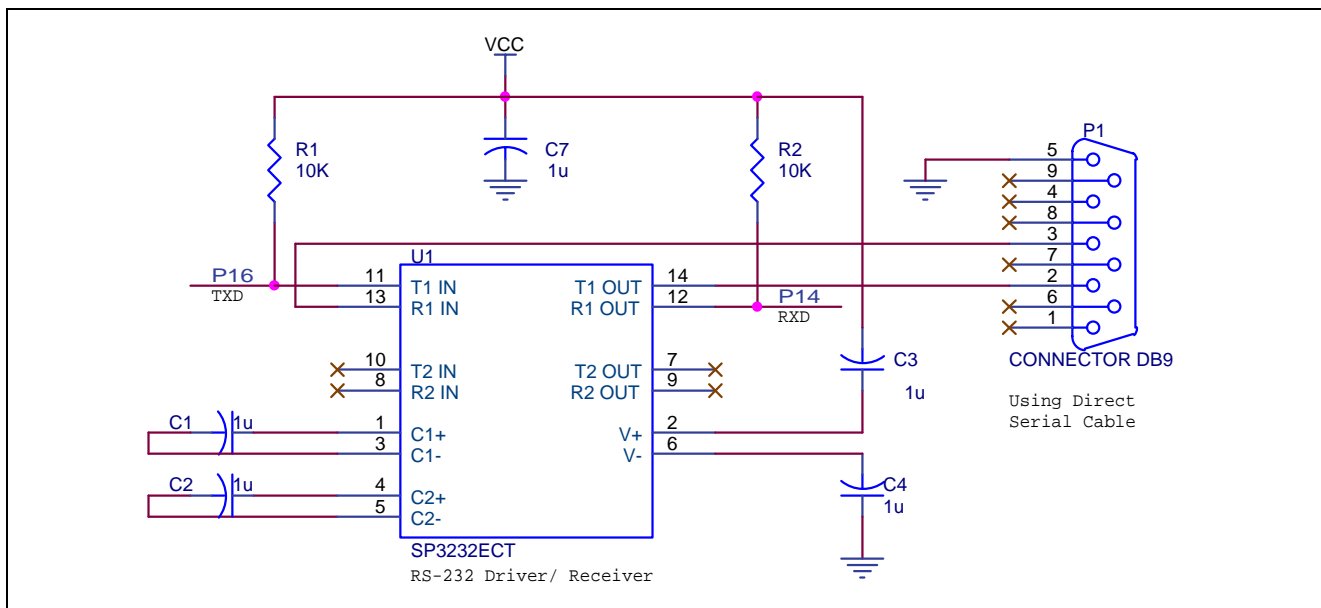 VCC
P1
R1
10K
C7
1u
R2
10K
5
9
4
8
3
7
2
6
1
CONNECTOR DB9
Using Direct
Serial Cable
U1
P16
TXD
11
T1 IN
T1 OUT
14
13
R1 IN
R1 OUT
12
P14
RXD
10
T2 IN
T2 OUT
7
8
R2 IN
R2 OUT
9
C3
1u
C1
1u
1
C1+
V+
2
3
C1-
V-
6
C2
1u
4
C2+
5
C2-
C4
1u
SP3232ECT
RS-232 Driver/ Receiver